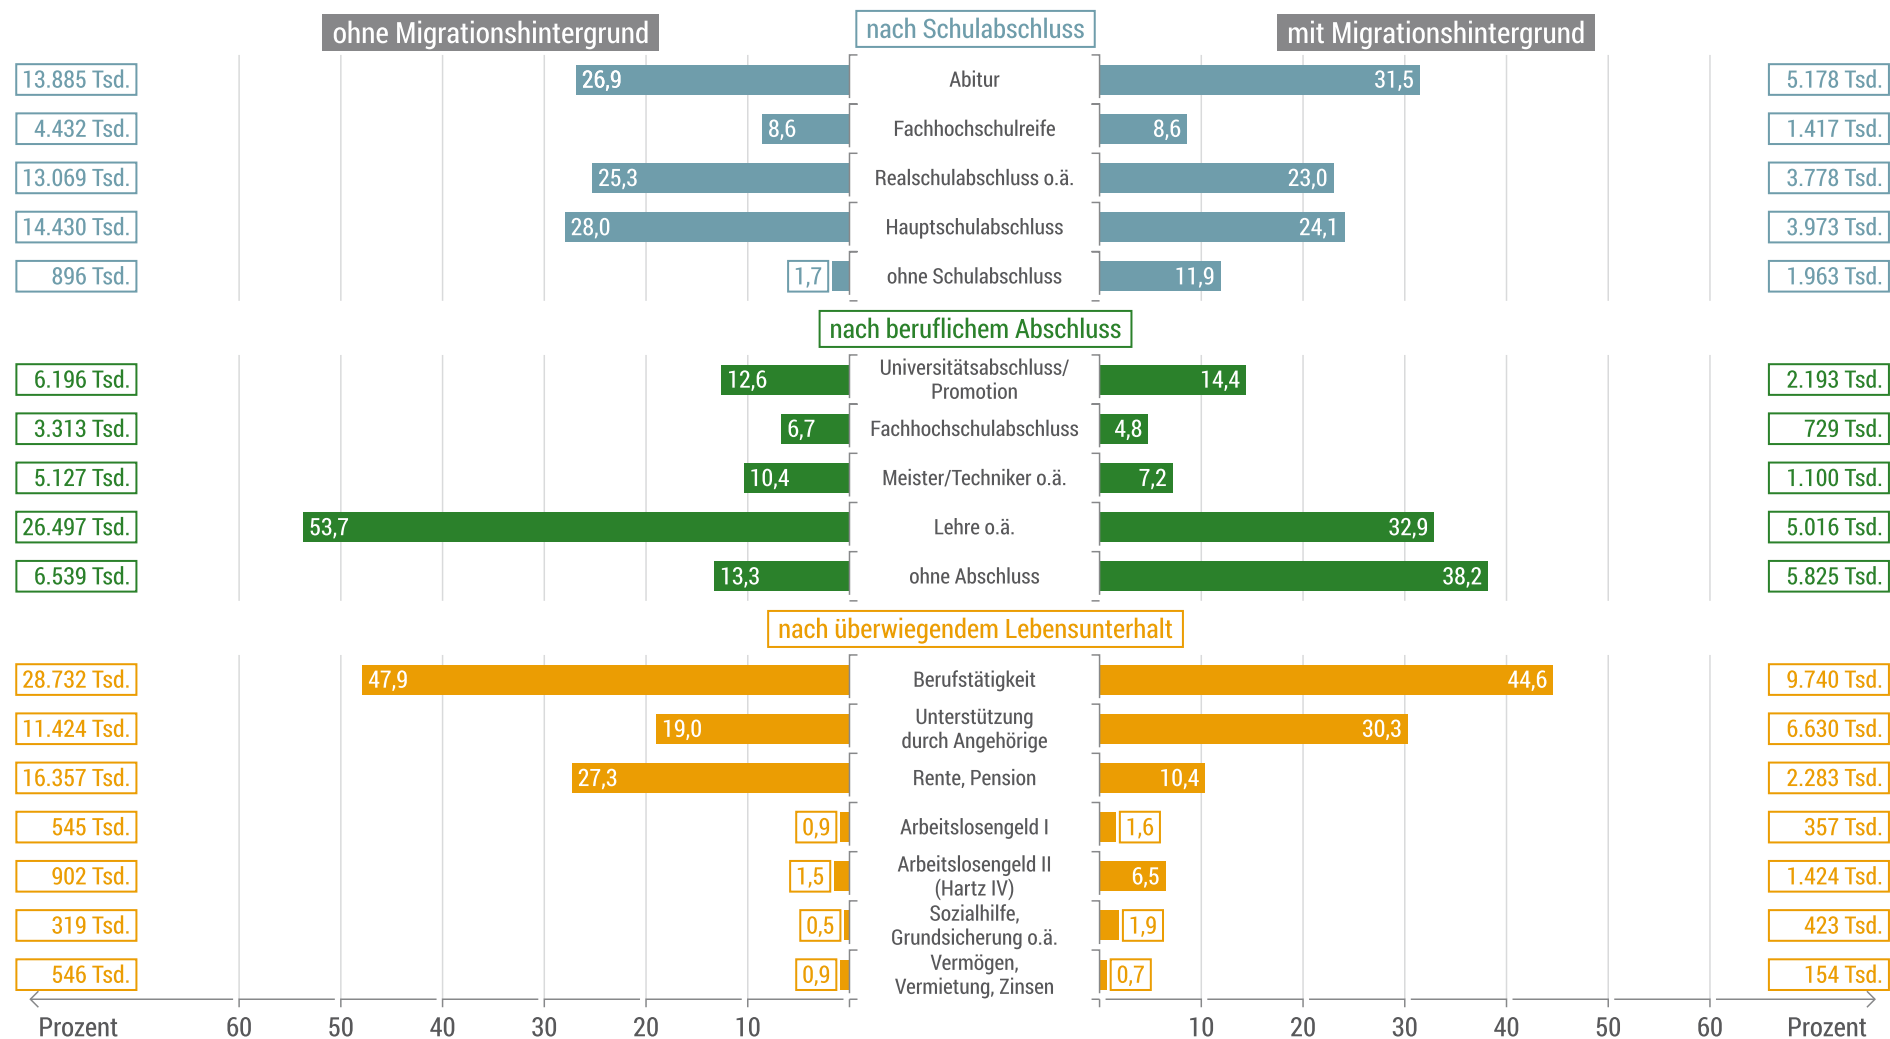 ohne Migrationshintergrund
nach Schulabschluss
mit Migrationshintergrund
13.885 Tsd. 26,9 Abitur 31,5 5.178 Tsd.
4.432 Tsd. 8,6 Fachhochschulreife 8,6 1.417 Tsd.
13.069 Tsd. 25,3 Realschulabschluss o.ä. 23,0 3.778 Tsd.
14.430 Tsd. 28,0 Hauptschulabschluss 24,1 3.973 Tsd.
896 Tsd. 1,7 ohne Schulabschluss 11,9 1.963 Tsd.
nach beruflichem Abschluss
Universitätsabschluss/
6.196 Tsd. 12,6 Promotion 14,4 2.193 Tsd.
3.313 Tsd. 6,7 Fachhochschulabschluss 4,8 729 Tsd.
5.127 Tsd. 10,4 Meister/Techniker o.ä. 7,2 1.100 Tsd.
26.497 Tsd. 53,7 Lehre o.ä. 32,9 5.016 Tsd.
6.539 Tsd. 13,3 ohne Abschluss 38,2 5.825 Tsd.
nach überwiegendem Lebensunterhalt
28.732 Tsd. 47,9 Berufstätigkeit 44,6 9.740 Tsd.
Unterstützung
11.424 Tsd. 19,0 durch Angehörige 30,3 6.630 Tsd.
16.357 Tsd. 27,3 Rente, Pension 10,4 2.283 Tsd.
545 Tsd. 0,9 Arbeitslosengeld I 1,6 357 Tsd.
Arbeitslosengeld II
902 Tsd. 1,5 (Hartz IV) 6,5 1.424 Tsd.
Sozialhilfe,
319 Tsd. 0,5 Grundsicherung o.ä. 1,9 423 Tsd.
Vermögen,
546 Tsd. 0,9 Vermietung, Zinsen 0,7 154 Tsd.
Prozent 60 50 40 30 20 10 10 20 30 40 50 60 Prozent